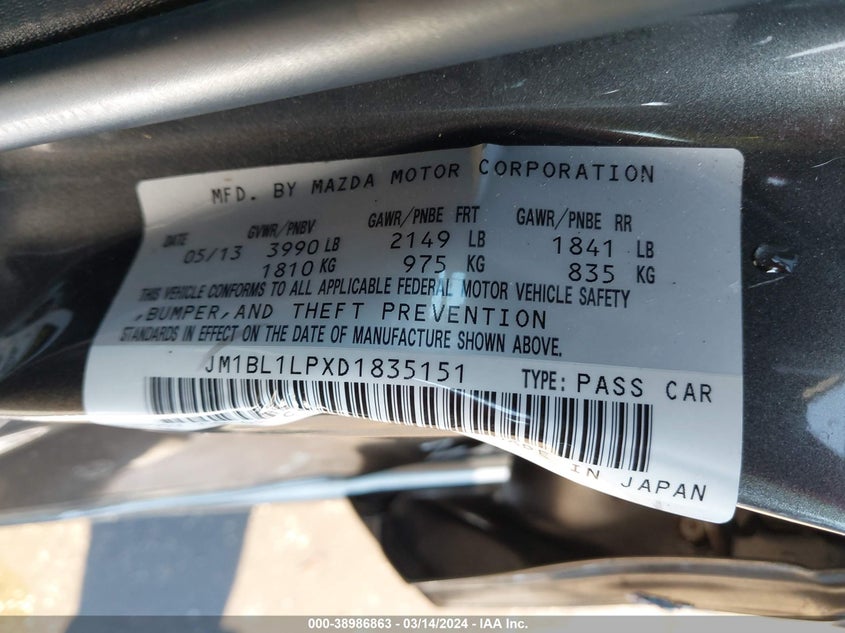 MFD. BY MAZDA MOTOR CORPORATION
DATE GVWR/PNBV GAWR/PNBE FRT GAWR/PNBE RR
05/13 3990 LB 2149 LB 1841 LB
1810 KG 975 KG 835 KG
THIS VEHICLE CONFORMS TO ALL APPLICABLE FEDERAL MOTOR VEHICLE SAFETY
,BUMPER,AND THEFT PREVENTION
STANDARDS IN EFFECT ON THE DATE OF MANUFACTURE SHOWN ABOVE.
JM1BL1LPXD1835151 TYPE: PASS CAR
IN JAPAN
000-38986863 - 03/14/2024 - IAA Inc.